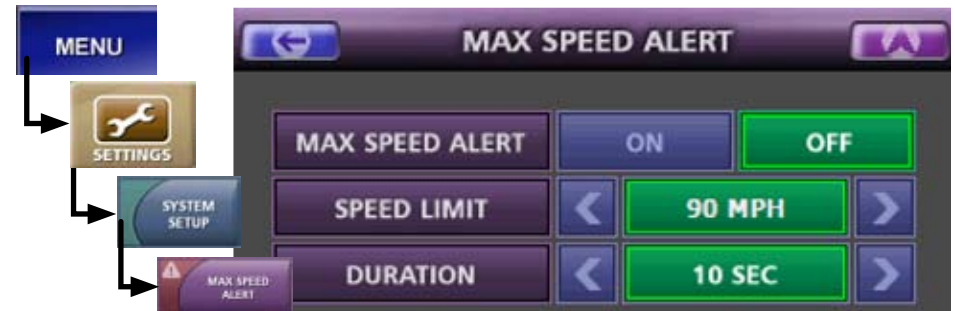 MENU
SETTINGS
SYSTEM
SETUP
MAX SPEED
ALERT
MAX SPEED ALERT
MAX SPEED ALERT ON OFF
SPEED LIMIT 90 MPH
DURATION 10 SEC